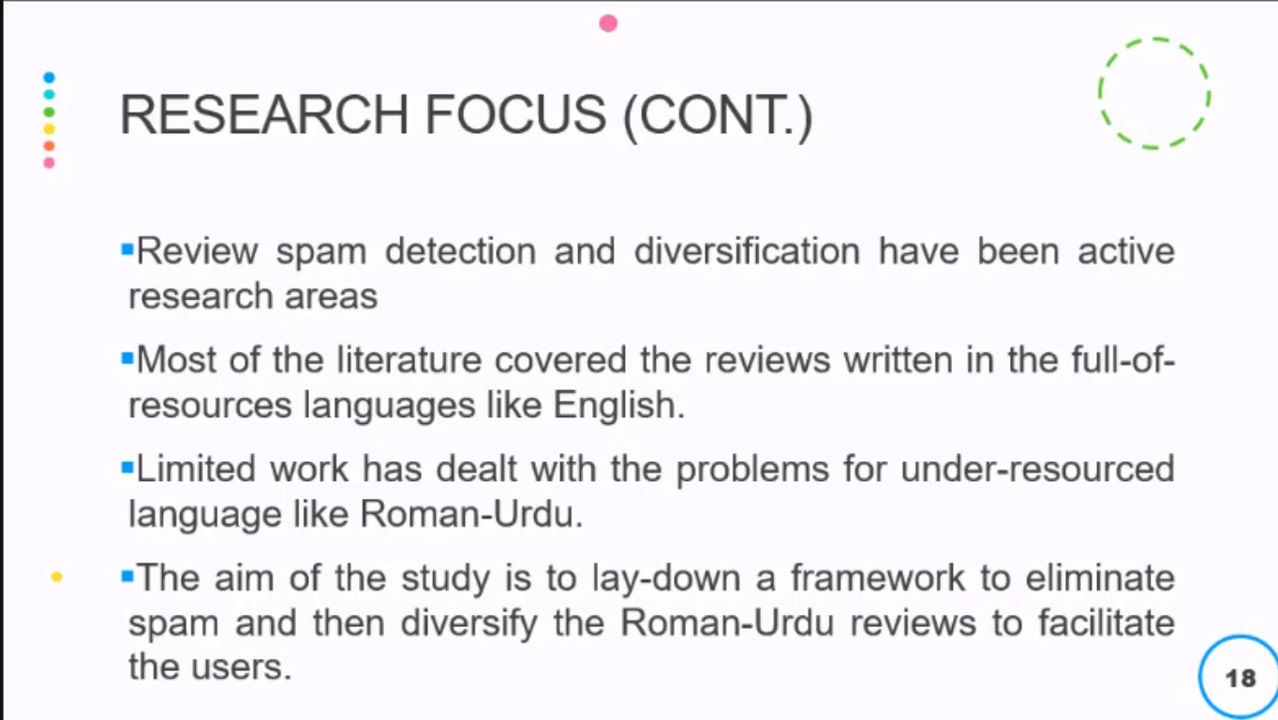 RESEARCH FOCUS (CONT.)
▪Review spam detection and diversification have been active
research areas
▪Most of the literature covered the reviews written in the full-of-
resources languages like English.
▪Limited work has dealt with the problems for under-resourced
language like Roman-Urdu.
▪The aim of the study is to lay-down a framework to eliminate
spam and then diversify the Roman-Urdu reviews to facilitate
the users.
18